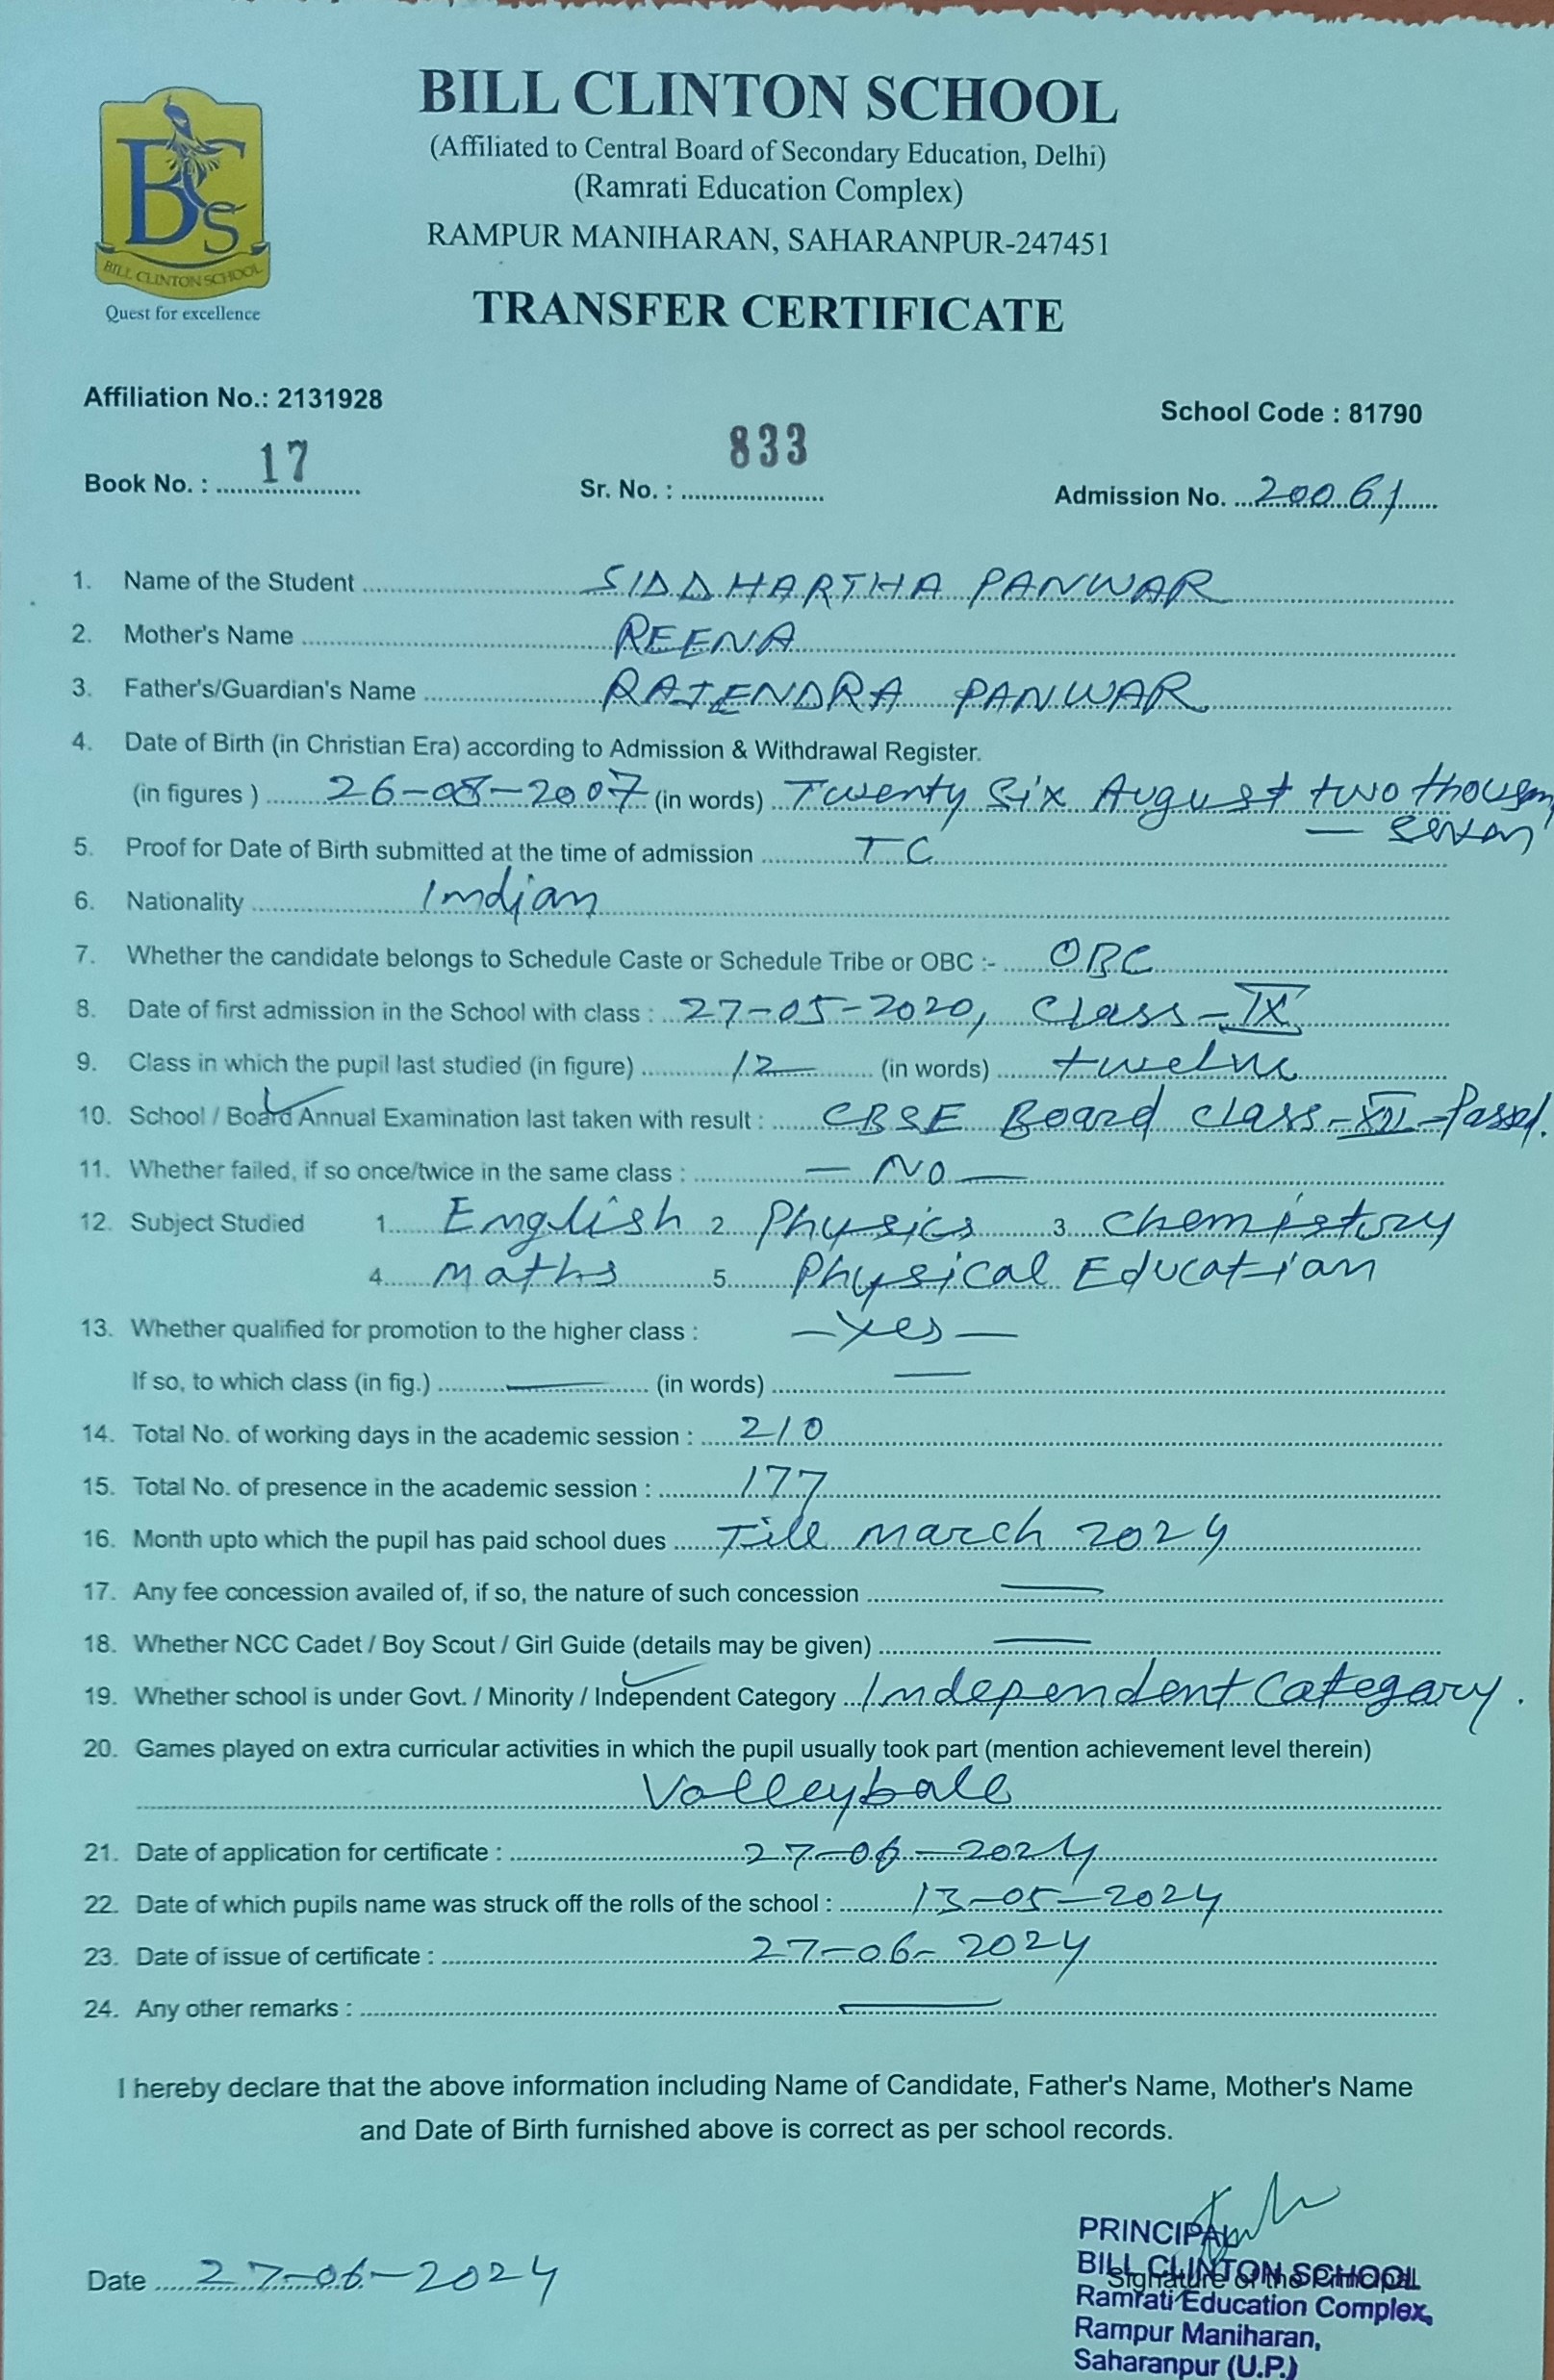 BILL CLINTON SCHOOL
(Affiliated to Central Board of Secondary Education, Delhi)
(Ramrati Education Complex)
RAMPUR MANIHARAN, SAHARANPUR-247451
BCS
BILL CLINTON SCHOOL
Quest for excellence
TRANSFER CERTIFICATE
Affiliation No.: 2131928 School Code : 81790
Book No. : 17 Sr. No. : 833 Admission No. 20061
1. Name of the Student SIDDHARTHA PANWAR
2. Mother's Name REENA
3. Father's/Guardian's Name RAJENDRA PANWAR
4. Date of Birth (in Christian Era) according to Admission & Withdrawal Register.
(in figures ) 26-08-2007 (in words) Twenty Six August two thousan
— seven
5. Proof for Date of Birth submitted at the time of admission TC
6. Nationality Indian
7. Whether the candidate belongs to Schedule Caste or Schedule Tribe or OBC :- OBC
8. Date of first admission in the School with class : 27-05-2020, Class-IX
9. Class in which the pupil last studied (in figure) 12 (in words) twelve
10. School / Board Annual Examination last taken with result : CBSE Board class-XII-Passed.
11. Whether failed, if so once/twice in the same class : — No —
12. Subject Studied 1. English 2. Physics 3. Chemistory
4. Maths 5. Physical Education
13. Whether qualified for promotion to the higher class : — Yes —
If so, to which class (in fig.) — (in words) —
14. Total No. of working days in the academic session : 210
15. Total No. of presence in the academic session : 177
16. Month upto which the pupil has paid school dues Till March 2024
17. Any fee concession availed of, if so, the nature of such concession —
18. Whether NCC Cadet / Boy Scout / Girl Guide (details may be given) —
19. Whether school is under Govt. / Minority / Independent Category Independent Category.
20. Games played on extra curricular activities in which the pupil usually took part (mention achievement level therein)
Volleyball
21. Date of application for certificate : 27-06-2024
22. Date of which pupils name was struck off the rolls of the school : 13-05-2024
23. Date of issue of certificate : 27-06-2024
24. Any other remarks : —
I hereby declare that the above information including Name of Candidate, Father's Name, Mother's Name
and Date of Birth furnished above is correct as per school records.
Date 27-06-2024
PRINCIPAL
BILL CLINTON SCHOOL
Signature of the Principal
Ramrati Education Complex,
Rampur Maniharan,
Saharanpur (U.P.)